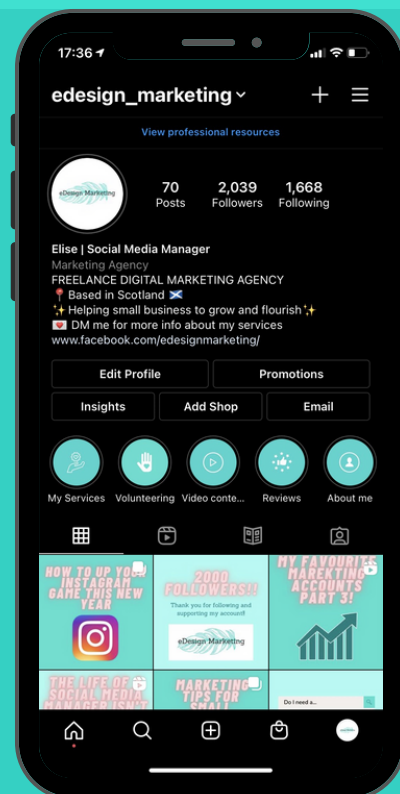 17:36
edesign_marketing
View professional resources
eDesign Marketing
70 2,039 1,668
Posts Followers Following
Elise | Social Media Manager
Marketing Agency
FREELANCE DIGITAL MARKETING AGENCY
📍 Based in Scotland 🏴󠁧󠁢󠁳󠁣󠁴󠁿
✨Helping small business to grow and flourish✨
💌 DM me for more info about my services
www.facebook.com/edesignmarketing/
Edit Profile Promotions
Insights Add Shop Email
My Services Volunteering Video conte... Reviews About me
HOW TO UP YOUR
INSTAGRAM
GAME THIS NEW
YEAR
2000
FOLLOWERS!!
Thank you for following and
supporting my account!
eDesign Marketing
MY FAVOURITE
MAREKTING
ACCOUNTS
PART 3!
THE LIFE OF A
SOCIAL MEDIA
MANAGER ISN'T
MARKETING
TIPS FOR
SMALL
Do I need a...